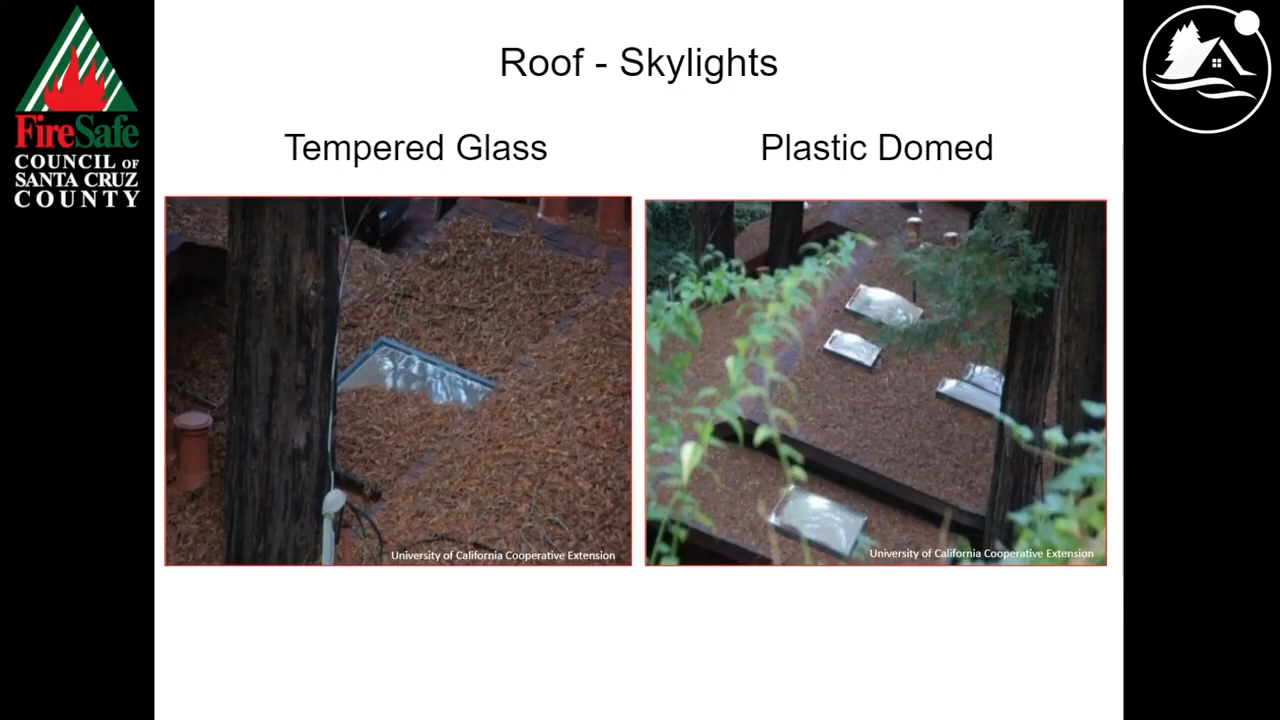 Roof - Skylights
FireSafe
COUNCIL OF
SANTA CRUZ
COUNTY
Tempered Glass
Plastic Domed
University of California Cooperative Extension
University of California Cooperative Extension